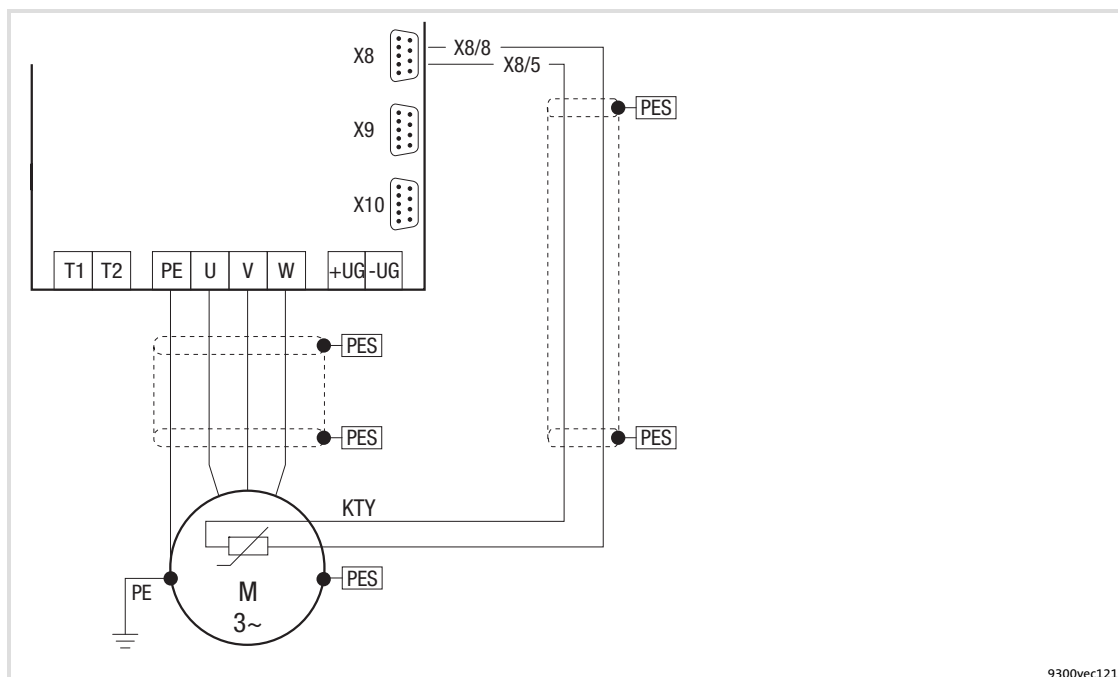 X8
X8/8
X8/5
PES
X9
X10
T1 T2 PE U V W +UG -UG
PES
PES
PES
KTY
PES
PE
M
3~
9300vec121